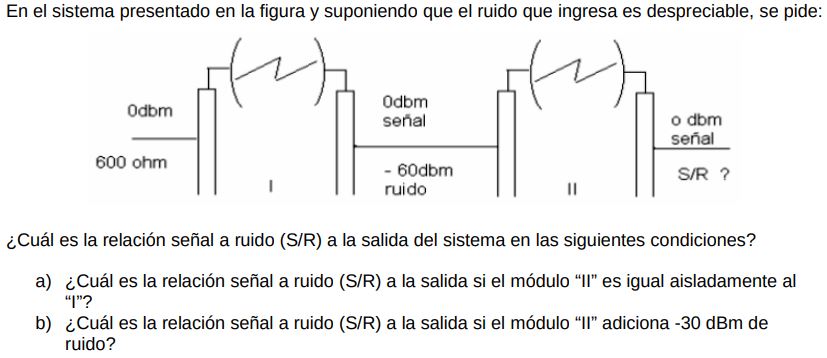 En el sistema presentado en la figura y suponiendo que el ruido que ingresa es despreciable, se pide:
0dbm
600 ohm
I
0dbm
señal
- 60dbm
ruido
II
o dbm
señal
S/R ?
¿Cuál es la relación señal a ruido (S/R) a la salida del sistema en las siguientes condiciones?
a) ¿Cuál es la relación señal a ruido (S/R) a la salida si el módulo “II” es igual aisladamente al
“I”?
b) ¿Cuál es la relación señal a ruido (S/R) a la salida si el módulo “II” adiciona -30 dBm de
ruido?